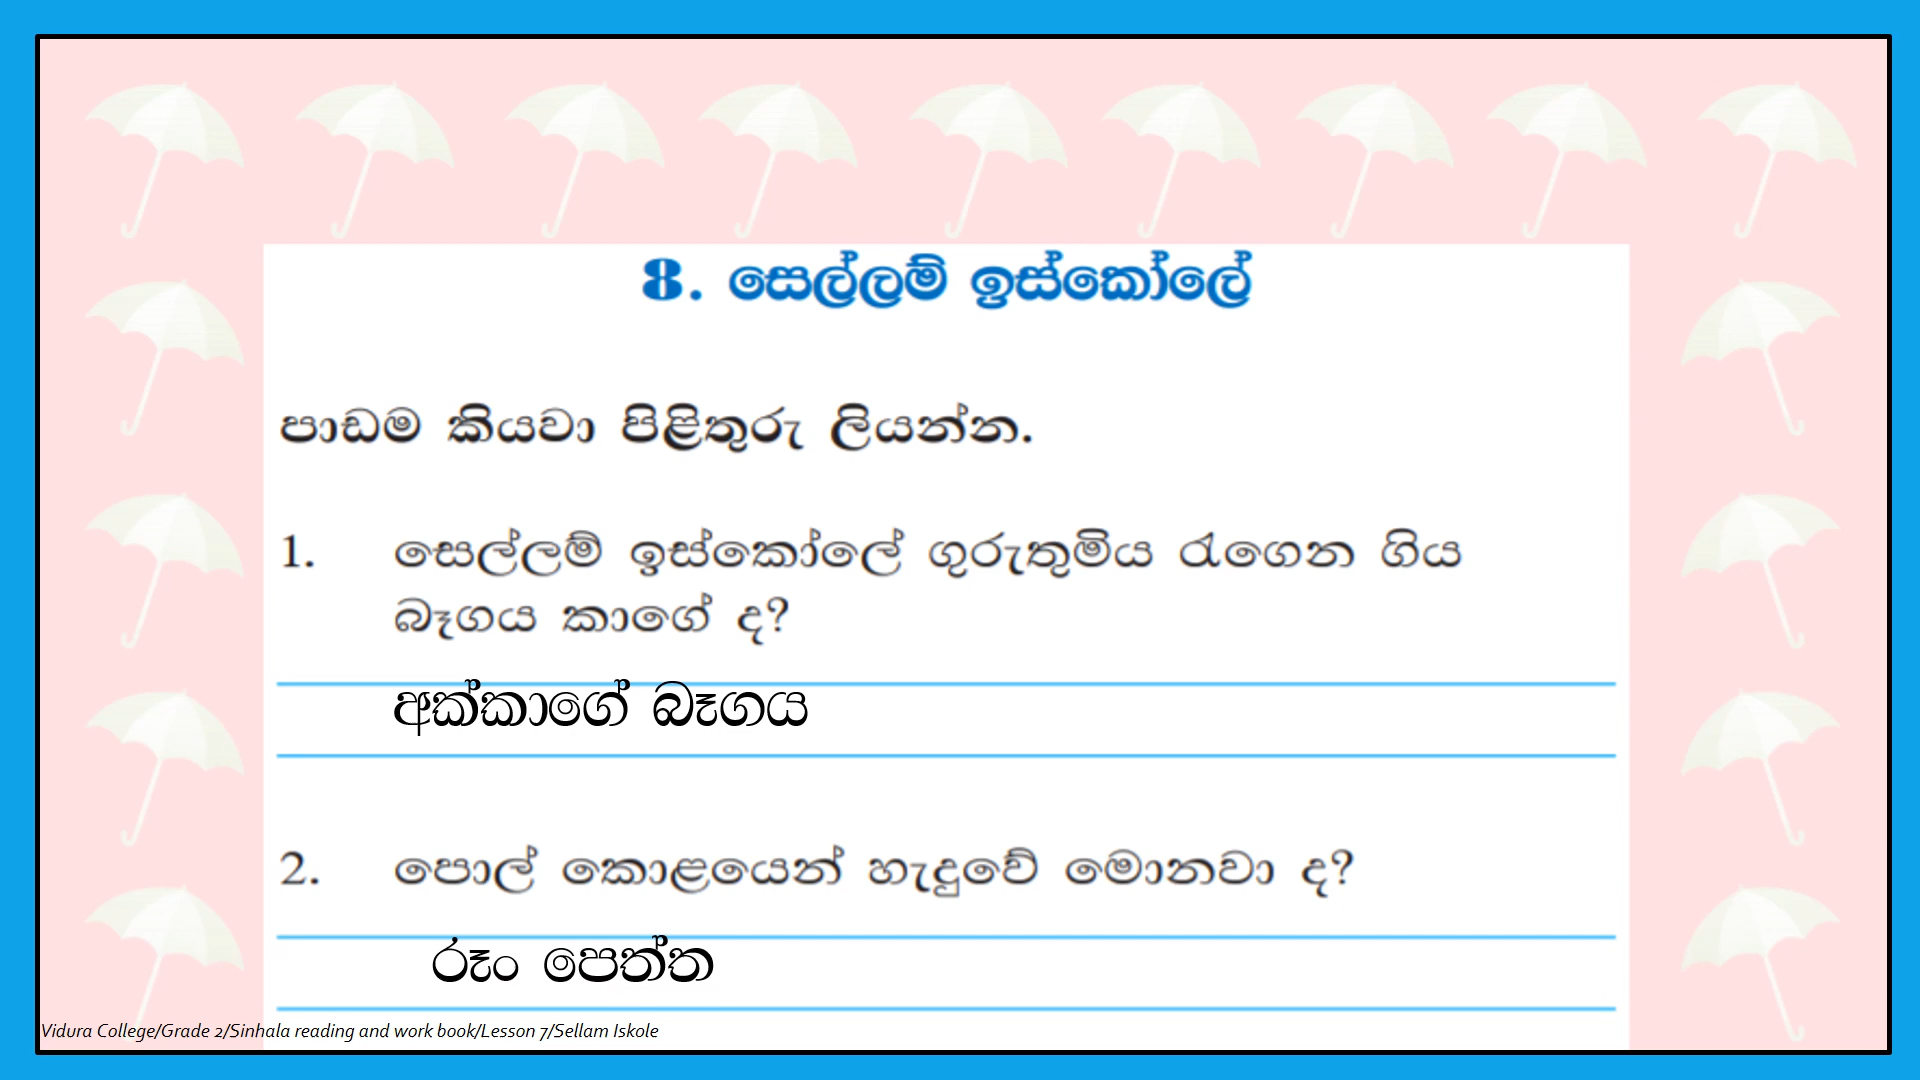 8. සෙල්ලම් ඉස්කෝලේ
පාඩම කියවා පිළිතුරු ලියන්න.
1. සෙල්ලම් ඉස්කෝලේ ගුරුතුමිය රැගෙන ගිය
බෑගය කාගේ ද?
අක්කාගේ බෑගය
2. පොල් කොළයෙන් හැදුවේ මොනවා ද?
රෑං පෙත්ත
Vidura College/Grade 2/Sinhala reading and work book/Lesson 7/Sellam Iskole